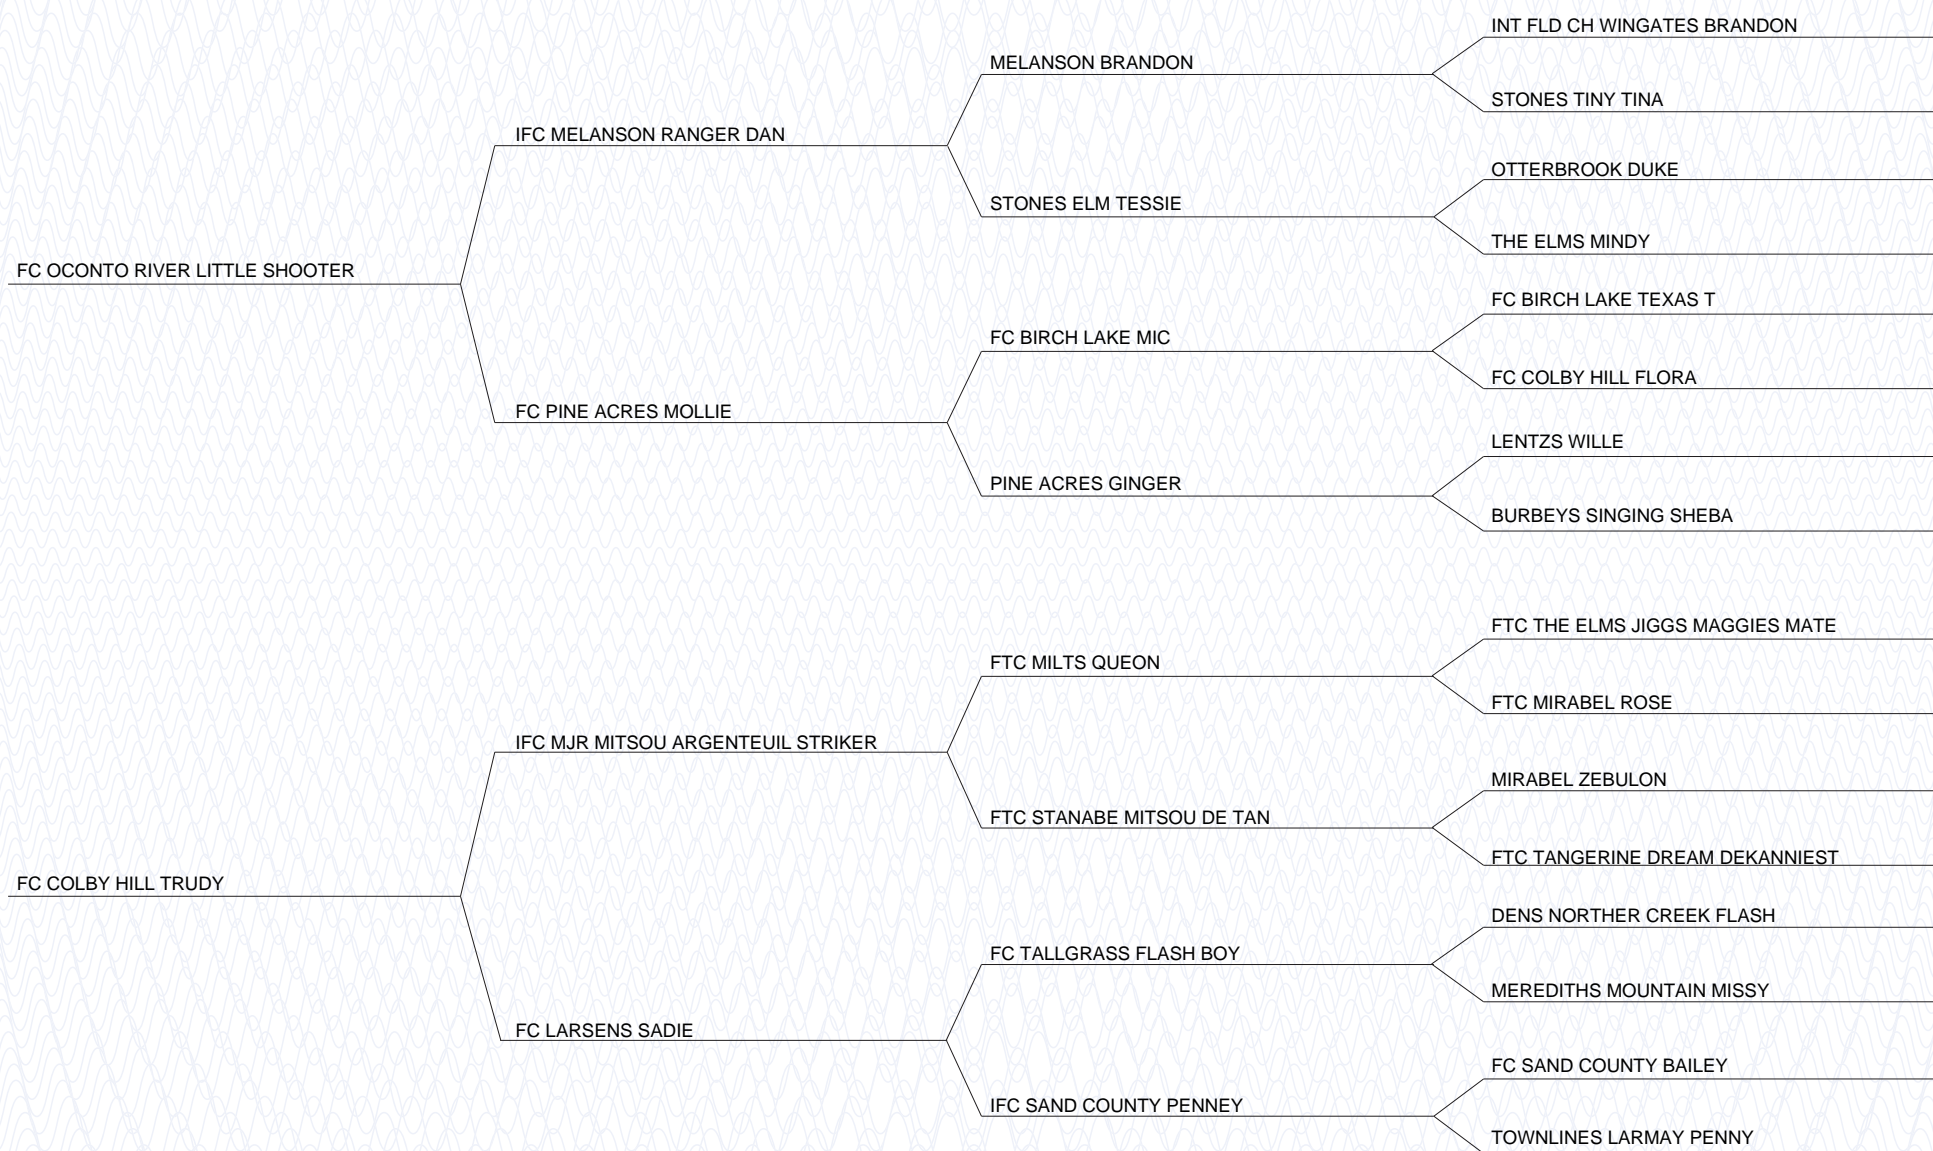 INT FLD CH WINGATES BRANDON
MELANSON BRANDON
STONES TINY TINA
IFC MELANSON RANGER DAN
OTTERBROOK DUKE
STONES ELM TESSIE
THE ELMS MINDY
FC OCONTO RIVER LITTLE SHOOTER
FC BIRCH LAKE TEXAS T
FC BIRCH LAKE MIC
FC COLBY HILL FLORA
FC PINE ACRES MOLLIE
LENTZS WILLE
PINE ACRES GINGER
BURBEYS SINGING SHEBA
FTC THE ELMS JIGGS MAGGIES MATE
FTC MILTS QUEON
FTC MIRABEL ROSE
IFC MJR MITSOU ARGENTEUIL STRIKER
MIRABEL ZEBULON
FTC STANABE MITSOU DE TAN
FTC TANGERINE DREAM DEKANNIEST
FC COLBY HILL TRUDY
DENS NORTHER CREEK FLASH
FC TALLGRASS FLASH BOY
MEREDITHS MOUNTAIN MISSY
FC LARSENS SADIE
FC SAND COUNTY BAILEY
IFC SAND COUNTY PENNEY
TOWNLINES LARMAY PENNY